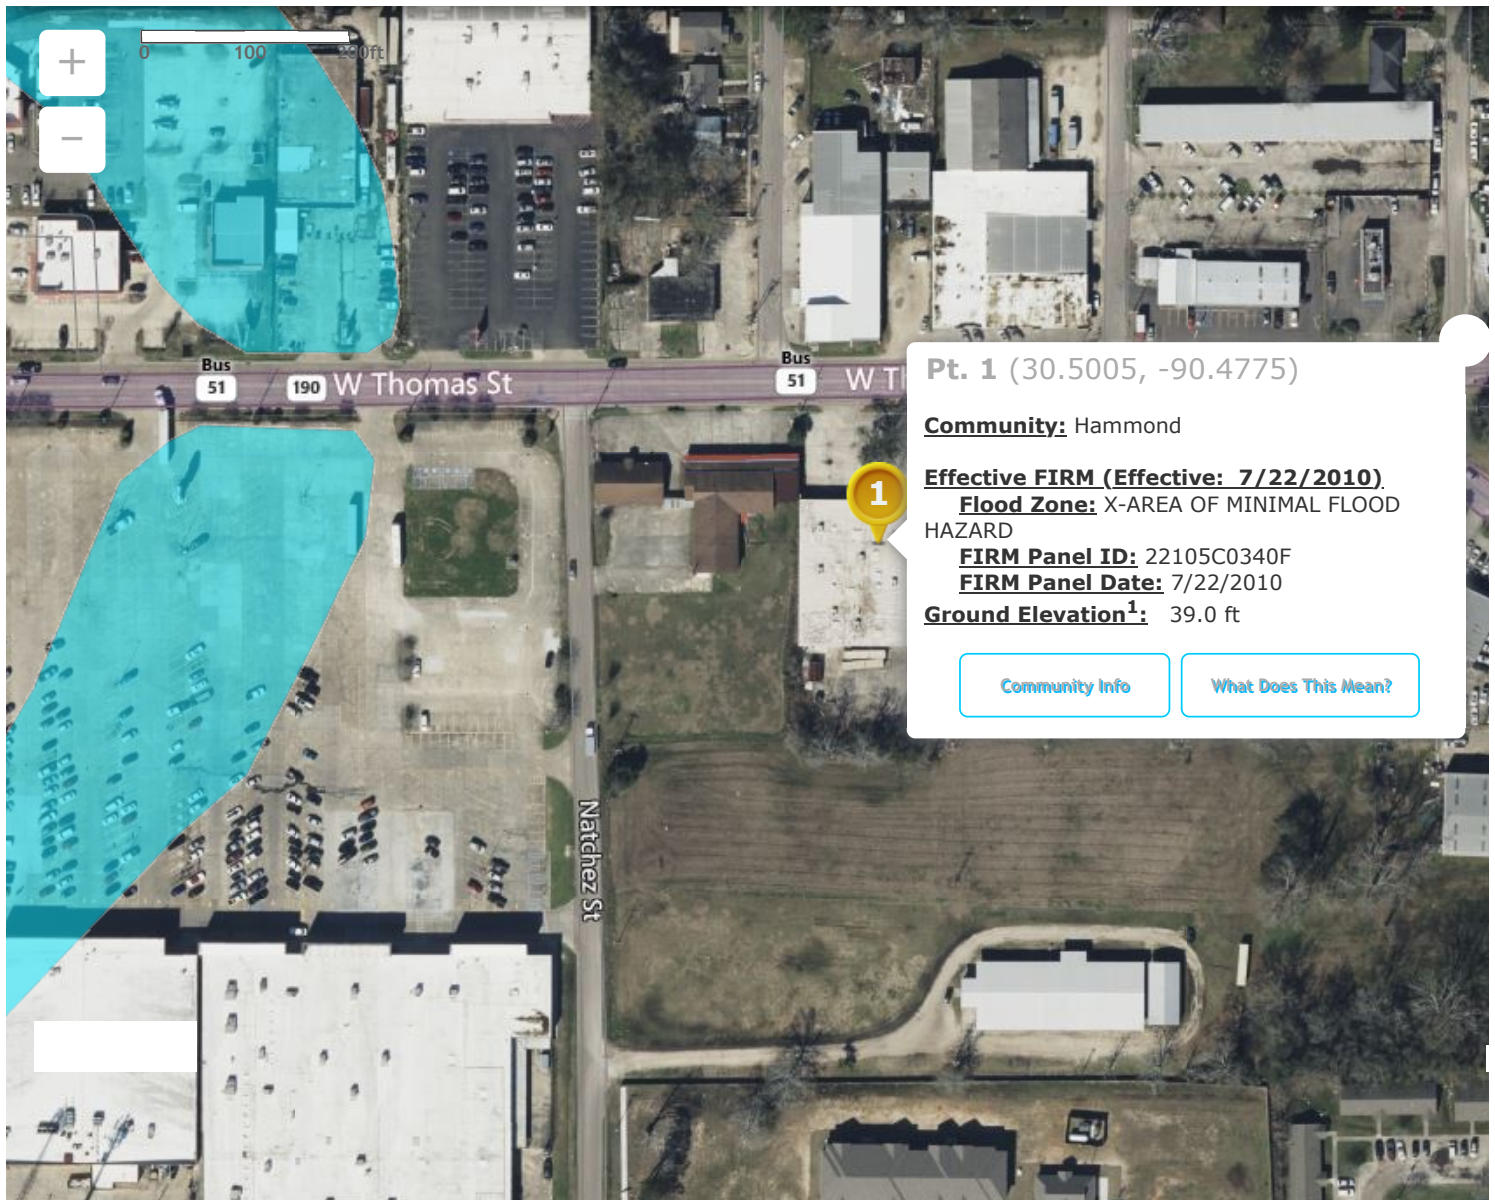 +
−
0 100 200ft
Bus
51
190 W Thomas St
Bus
51
W Th
Pt. 1 (30.5005, -90.4775)
Community: Hammond
Effective FIRM (Effective: 7/22/2010)
Flood Zone: X-AREA OF MINIMAL FLOOD
HAZARD
FIRM Panel ID: 22105C0340F
FIRM Panel Date: 7/22/2010
Ground Elevation1: 39.0 ft
Community Info What Does This Mean?
1
Natchez St